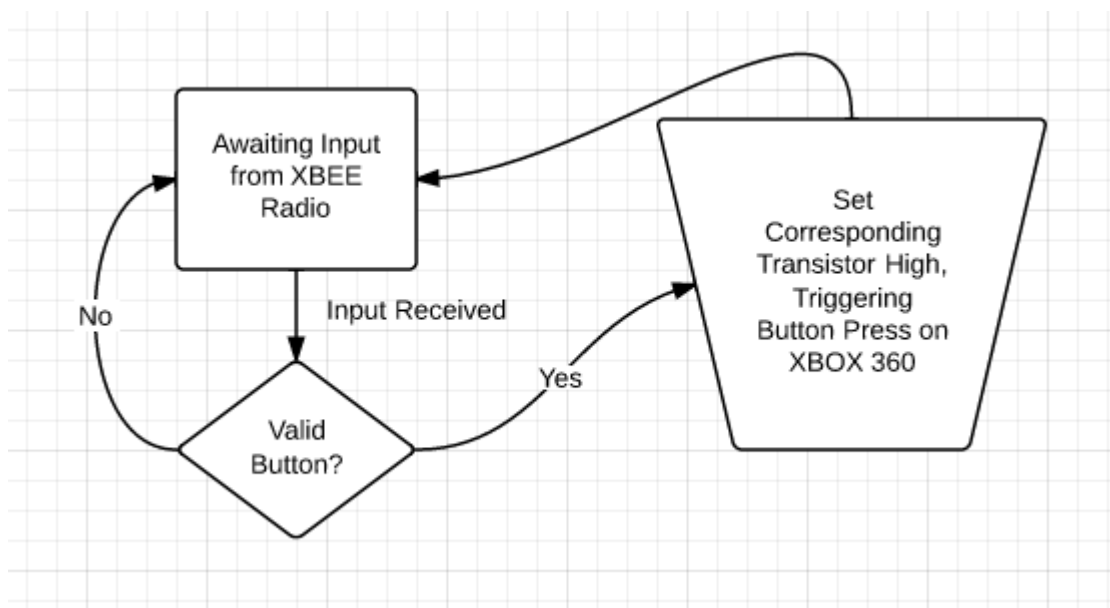 Awaiting Input
from XBEE
Radio
Input Received
No
Valid
Button?
Yes
Set
Corresponding
Transistor High,
Triggering
Button Press on
XBOX 360